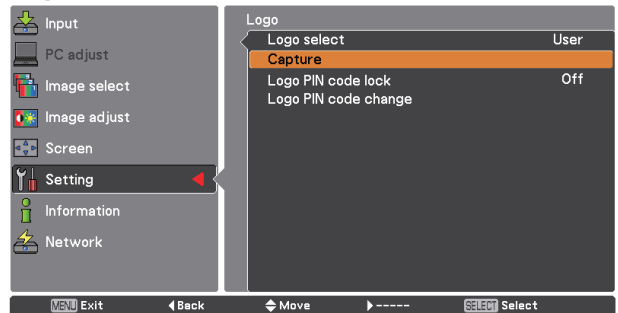 Input
PC adjust
Image select
Image adjust
Screen
Setting
Information
Network
Logo
Logo select User
Capture
Logo PIN code lock Off
Logo PIN code change
MENU Exit Back Move ----- SELECT Select